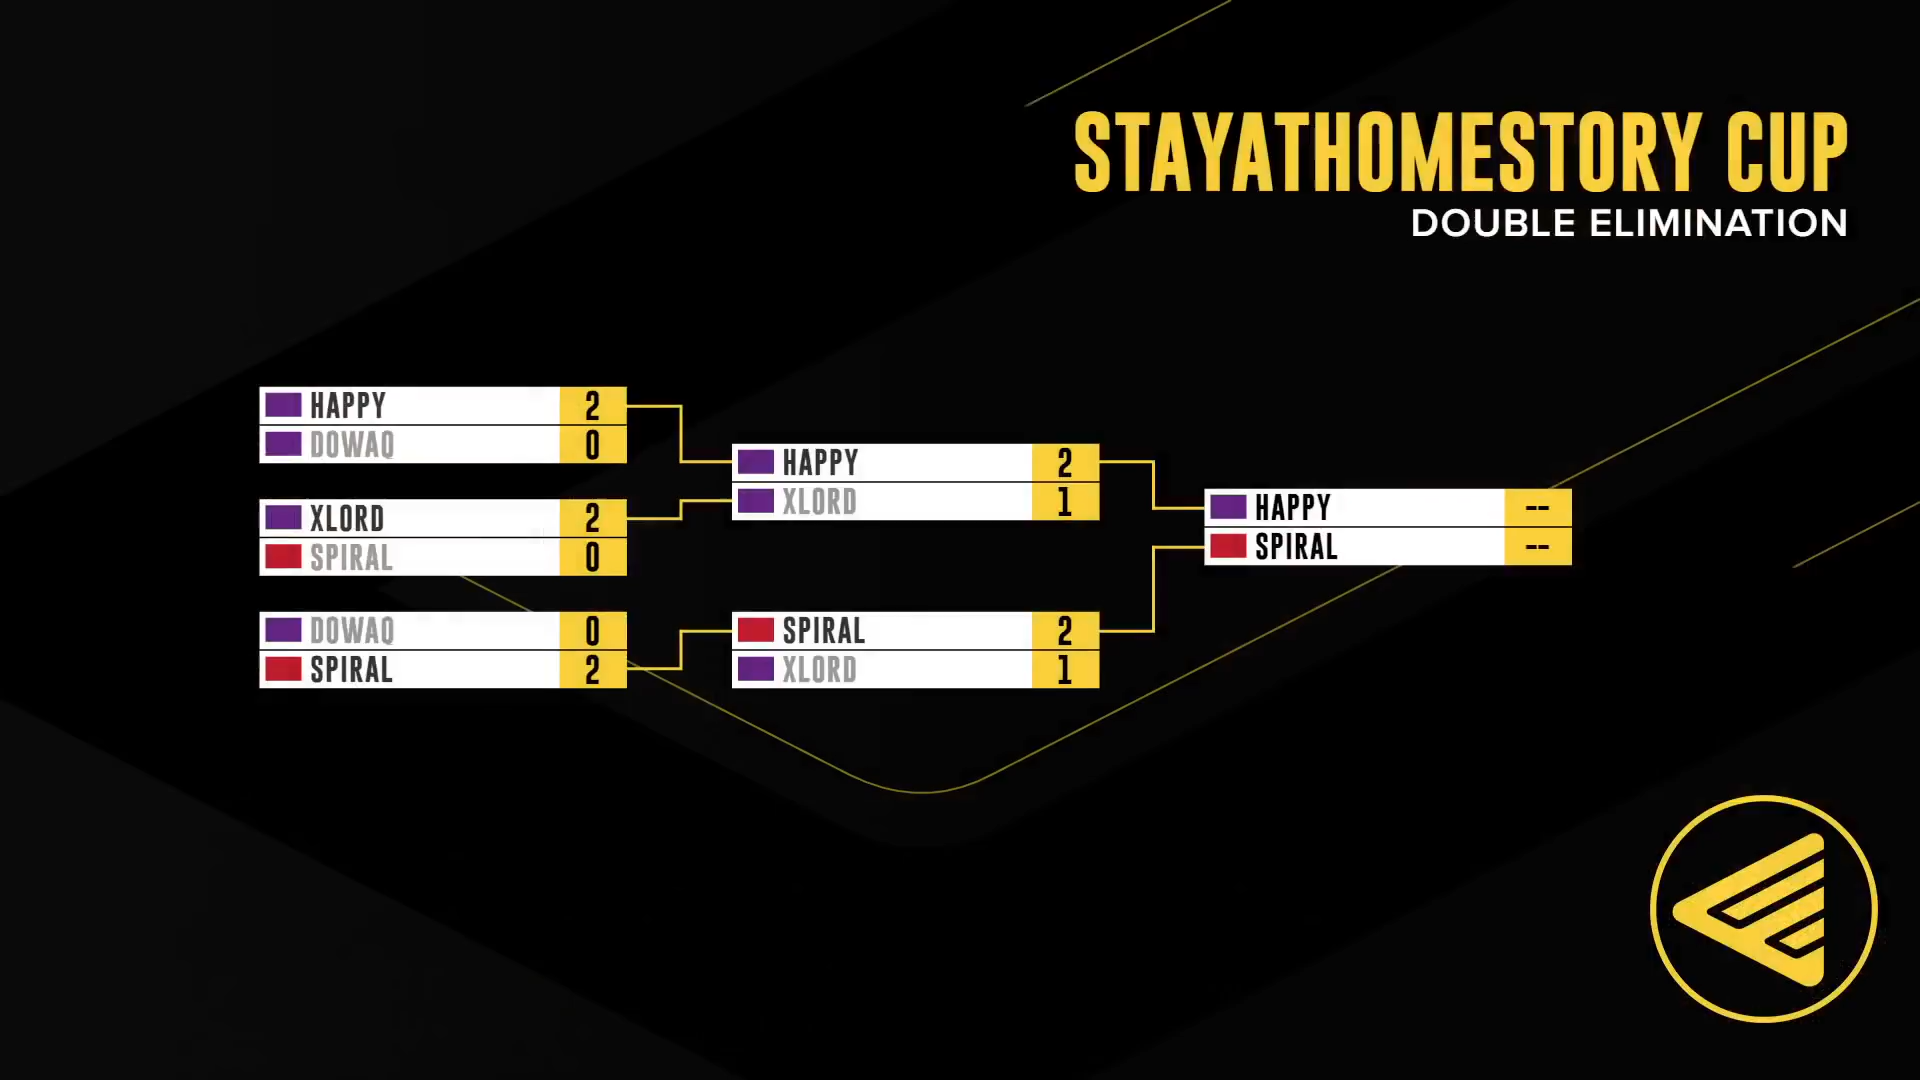 STAYATHOMESTORY CUP
DOUBLE ELIMINATION
HAPPY 2
DOWAQ 0
XLORD 2
SPIRAL 0
DOWAQ 0
SPIRAL 2
HAPPY 2
XLORD 1
SPIRAL 2
XLORD 1
HAPPY --
SPIRAL --